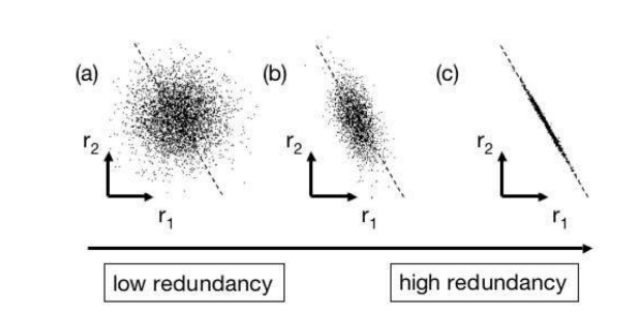 (a)
(b)
(c)
r2
r2
r2
r1
r1
r1
low redundancy
high redundancy